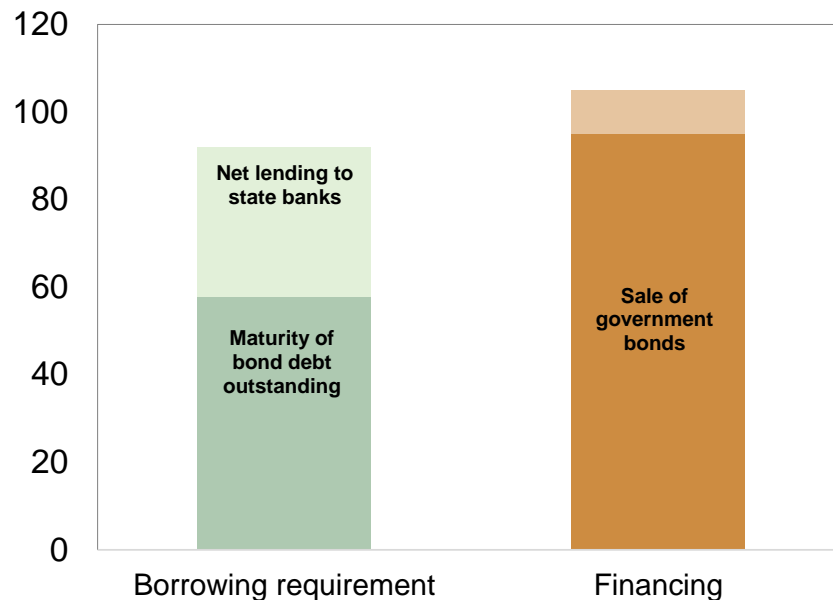 120
100
80
60
40
20
0
Net lending to
state banks
Maturity of
bond debt
outstanding
Sale of
government
bonds
Borrowing requirement
Financing